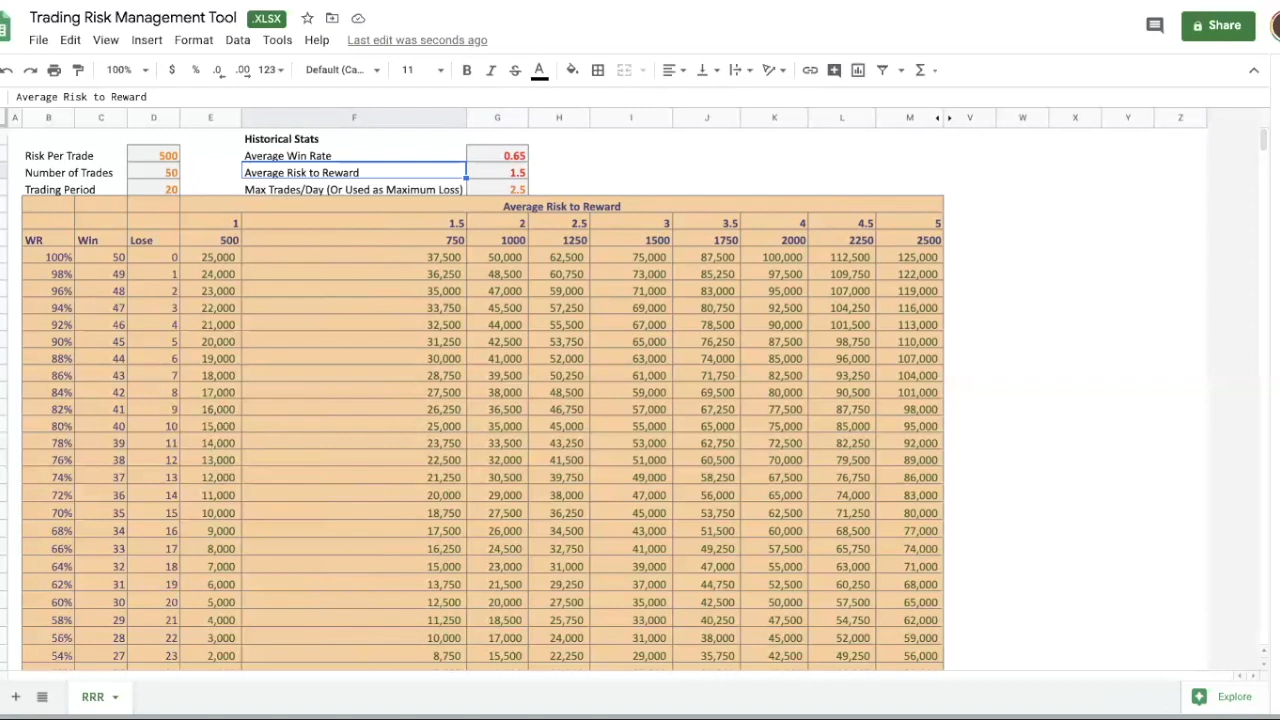 Trading Risk Management Tool .XLSX
File Edit View Insert Format Data Tools Help Last edit was seconds ago
Share
100% $ % .0 .00 123 Default (Ca... 11 B I S A
Average Risk to Reward
A B C D E F G H I J K L M V W X Y Z
Historical Stats
Risk Per Trade 500 Average Win Rate 0.65
Number of Trades 50 Average Risk to Reward 1.5
Trading Period 20 Max Trades/Day (Or Used as Maximum Loss) 2.5
Average Risk to Reward
1 1.5 2 2.5 3 3.5 4 4.5 5
WR Win Lose 500 750 1000 1250 1500 1750 2000 2250 2500
100% 50 0 25,000 37,500 50,000 62,500 75,000 87,500 100,000 112,500 125,000
98% 49 1 24,000 36,250 48,500 60,750 73,000 85,250 97,500 109,750 122,000
96% 48 2 23,000 35,000 47,000 59,000 71,000 83,000 95,000 107,000 119,000
94% 47 3 22,000 33,750 45,500 57,250 69,000 80,750 92,500 104,250 116,000
92% 46 4 21,000 32,500 44,000 55,500 67,000 78,500 90,000 101,500 113,000
90% 45 5 20,000 31,250 42,500 53,750 65,000 76,250 87,500 98,750 110,000
88% 44 6 19,000 30,000 41,000 52,000 63,000 74,000 85,000 96,000 107,000
86% 43 7 18,000 28,750 39,500 50,250 61,000 71,750 82,500 93,250 104,000
84% 42 8 17,000 27,500 38,000 48,500 59,000 69,500 80,000 90,500 101,000
82% 41 9 16,000 26,250 36,500 46,750 57,000 67,250 77,500 87,750 98,000
80% 40 10 15,000 25,000 35,000 45,000 55,000 65,000 75,000 85,000 95,000
78% 39 11 14,000 23,750 33,500 43,250 53,000 62,750 72,500 82,250 92,000
76% 38 12 13,000 22,500 32,000 41,500 51,000 60,500 70,000 79,500 89,000
74% 37 13 12,000 21,250 30,500 39,750 49,000 58,250 67,500 76,750 86,000
72% 36 14 11,000 20,000 29,000 38,000 47,000 56,000 65,000 74,000 83,000
70% 35 15 10,000 18,750 27,500 36,250 45,000 53,750 62,500 71,250 80,000
68% 34 16 9,000 17,500 26,000 34,500 43,000 51,500 60,000 68,500 77,000
66% 33 17 8,000 16,250 24,500 32,750 41,000 49,250 57,500 65,750 74,000
64% 32 18 7,000 15,000 23,000 31,000 39,000 47,000 55,000 63,000 71,000
62% 31 19 6,000 13,750 21,500 29,250 37,000 44,750 52,500 60,250 68,000
60% 30 20 5,000 12,500 20,000 27,500 35,000 42,500 50,000 57,500 65,000
58% 29 21 4,000 11,250 18,500 25,750 33,000 40,250 47,500 54,750 62,000
56% 28 22 3,000 10,000 17,000 24,000 31,000 38,000 45,000 52,000 59,000
54% 27 23 2,000 8,750 15,500 22,250 29,000 35,750 42,500 49,250 56,000
RRR Explore